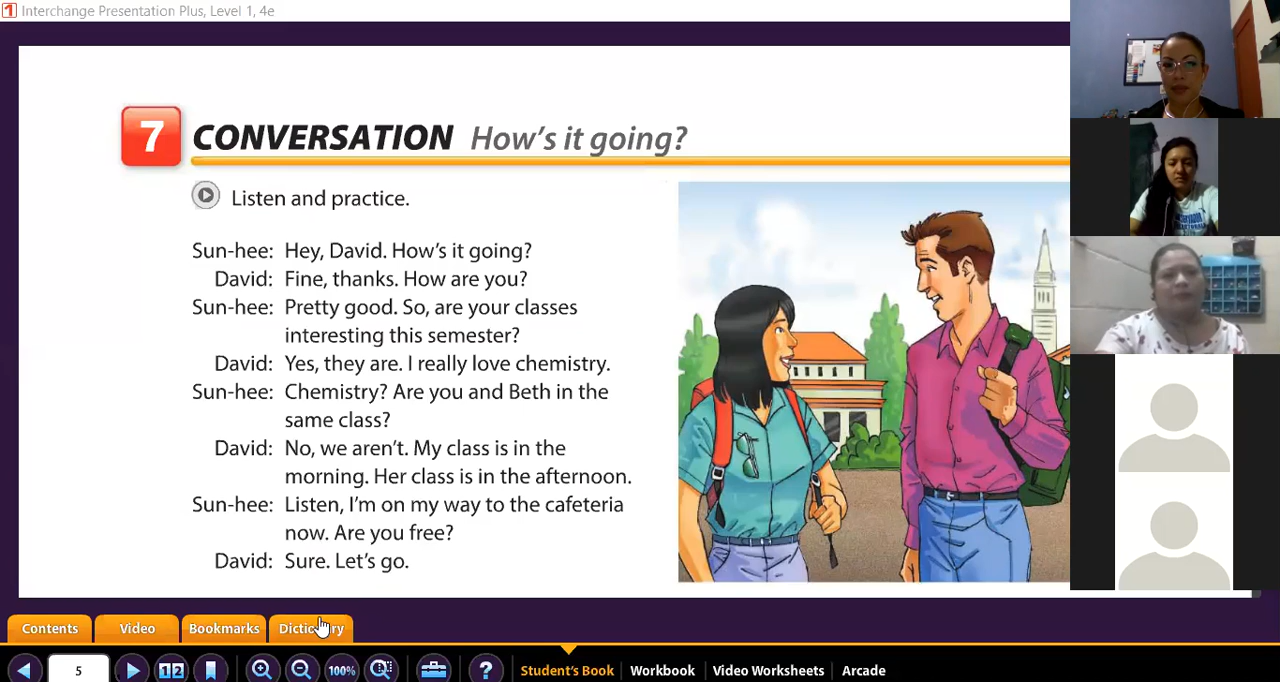 Interchange Presentation Plus, Level 1, 4e
7 CONVERSATION How's it going?
Listen and practice.
Sun-hee: Hey, David. How's it going?
David: Fine, thanks. How are you?
Sun-hee: Pretty good. So, are your classes
interesting this semester?
David: Yes, they are. I really love chemistry.
Sun-hee: Chemistry? Are you and Beth in the
same class?
David: No, we aren't. My class is in the
morning. Her class is in the afternoon.
Sun-hee: Listen, I'm on my way to the cafeteria
now. Are you free?
David: Sure. Let's go.
Contents Video Bookmarks Dictionary
5 1 2 100% ? Student's Book Workbook Video Worksheets Arcade